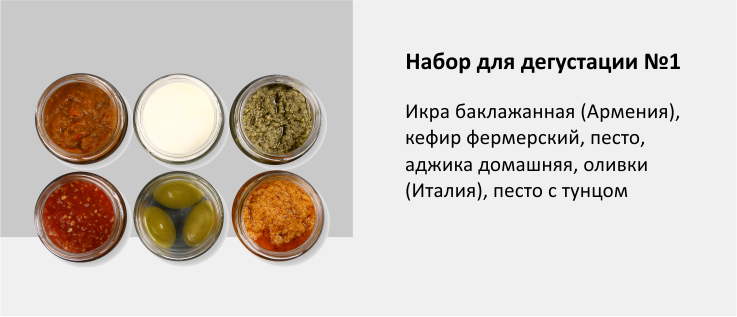 Набор для дегустации №1
Икра баклажанная (Армения),
кефир фермерский, песто,
аджика домашняя, оливки
(Италия), песто с тунцом